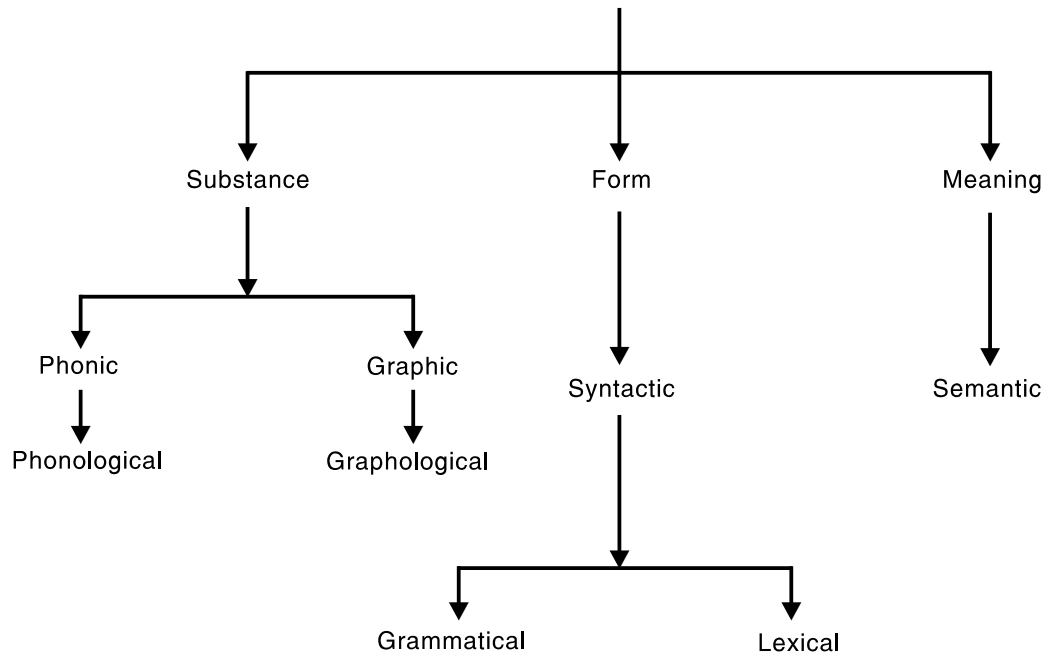 Substance
Form
Meaning
Phonic
Graphic
Syntactic
Semantic
Phonological
Graphological
Grammatical
Lexical